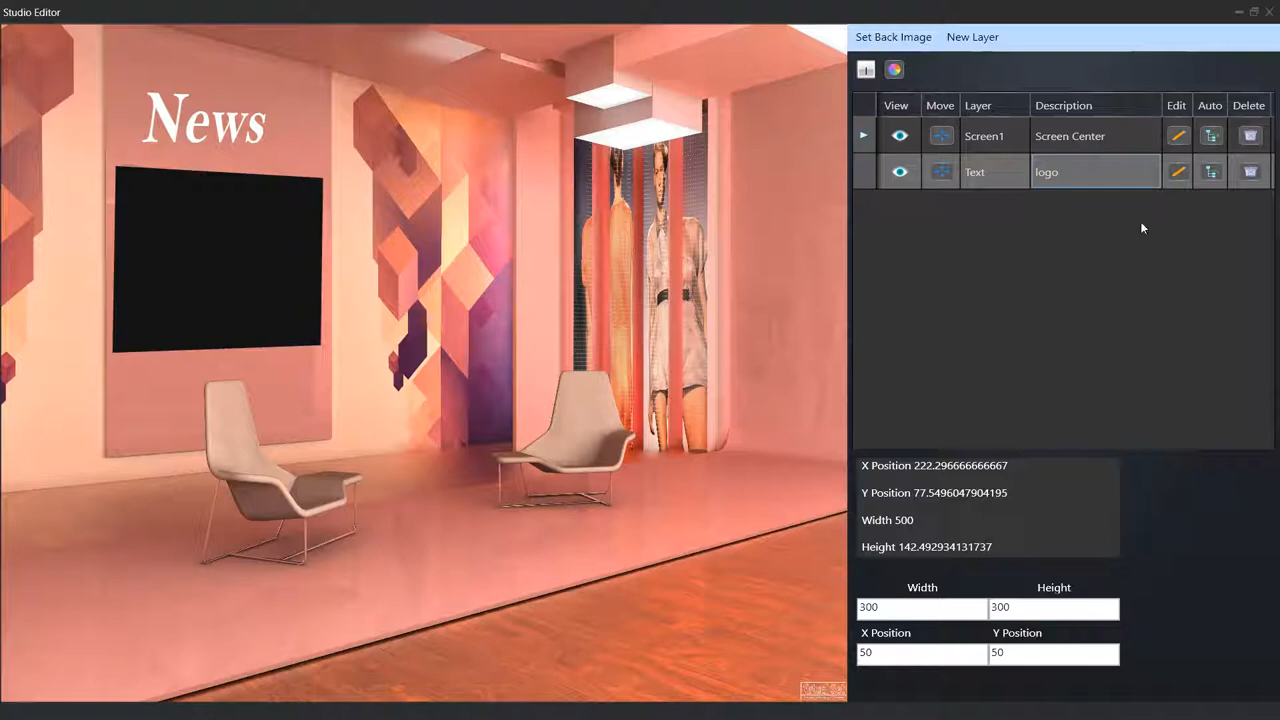 Studio Editor
Set Back Image New Layer
News
View Move Layer Description Edit Auto Delete
Screen1 Screen Center
Text logo
X Position 222.296666666667
Y Position 77.5496047904195
Width 500
Height 142.492934131737
Width Height
300 300
X Position Y Position
50 50